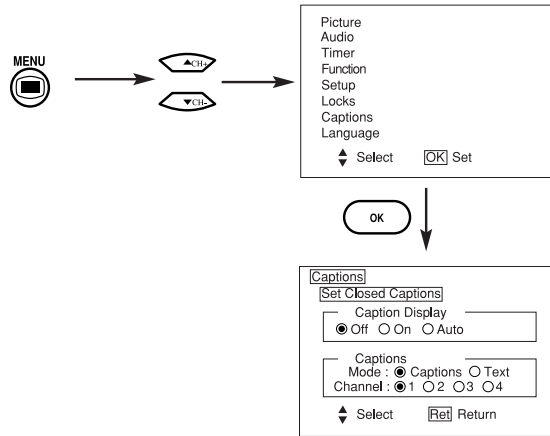 MENU
▲CH+
▼CH-
Picture
Audio
Timer
Function
Setup
Locks
Captions
Language
Select OK Set
OK
Captions
Set Closed Captions
Caption Display
Off On Auto
Captions
Mode : Captions Text
Channel : 1 2 3 4
Select Ret Return